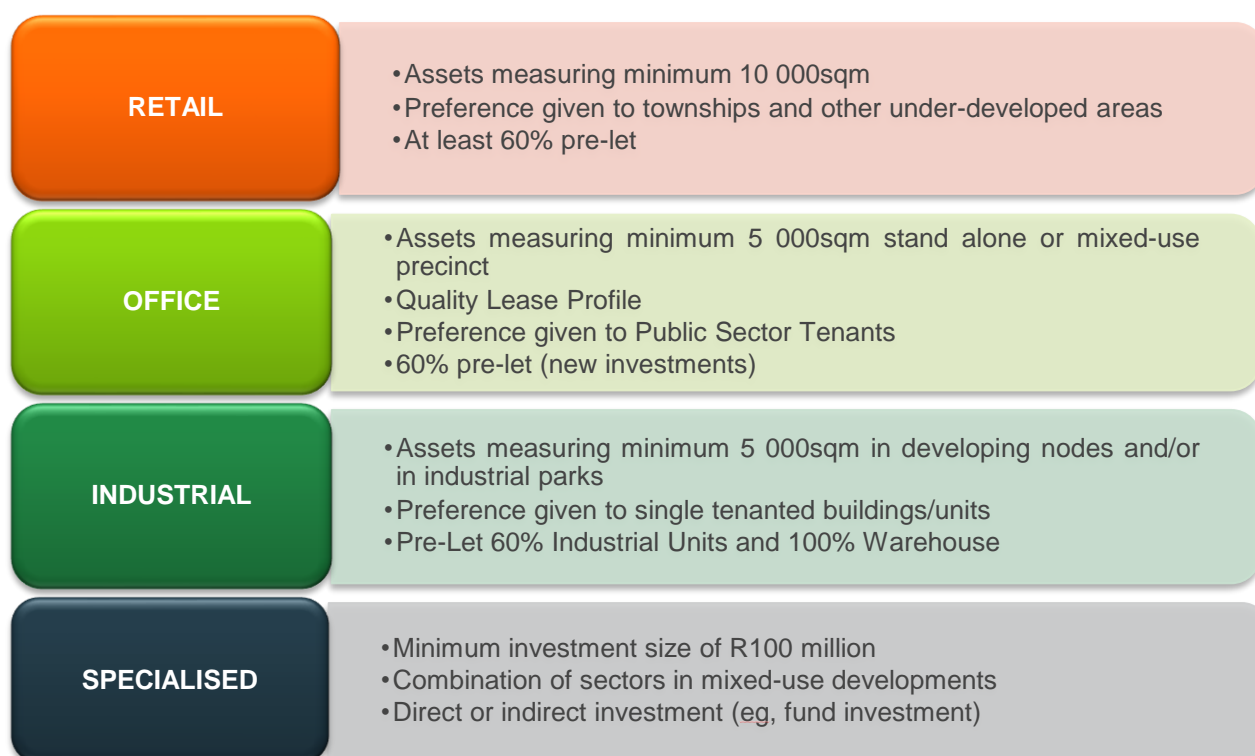 RETAIL
•Assets measuring minimum 10 000sqm
•Preference given to townships and other under-developed areas
•At least 60% pre-let
OFFICE
•Assets measuring minimum 5 000sqm stand alone or mixed-use
precinct
•Quality Lease Profile
•Preference given to Public Sector Tenants
•60% pre-let (new investments)
INDUSTRIAL
•Assets measuring minimum 5 000sqm in developing nodes and/or
in industrial parks
•Preference given to single tenanted buildings/units
•Pre-Let 60% Industrial Units and 100% Warehouse
SPECIALISED
•Minimum investment size of R100 million
•Combination of sectors in mixed-use developments
•Direct or indirect investment (eg, fund investment)